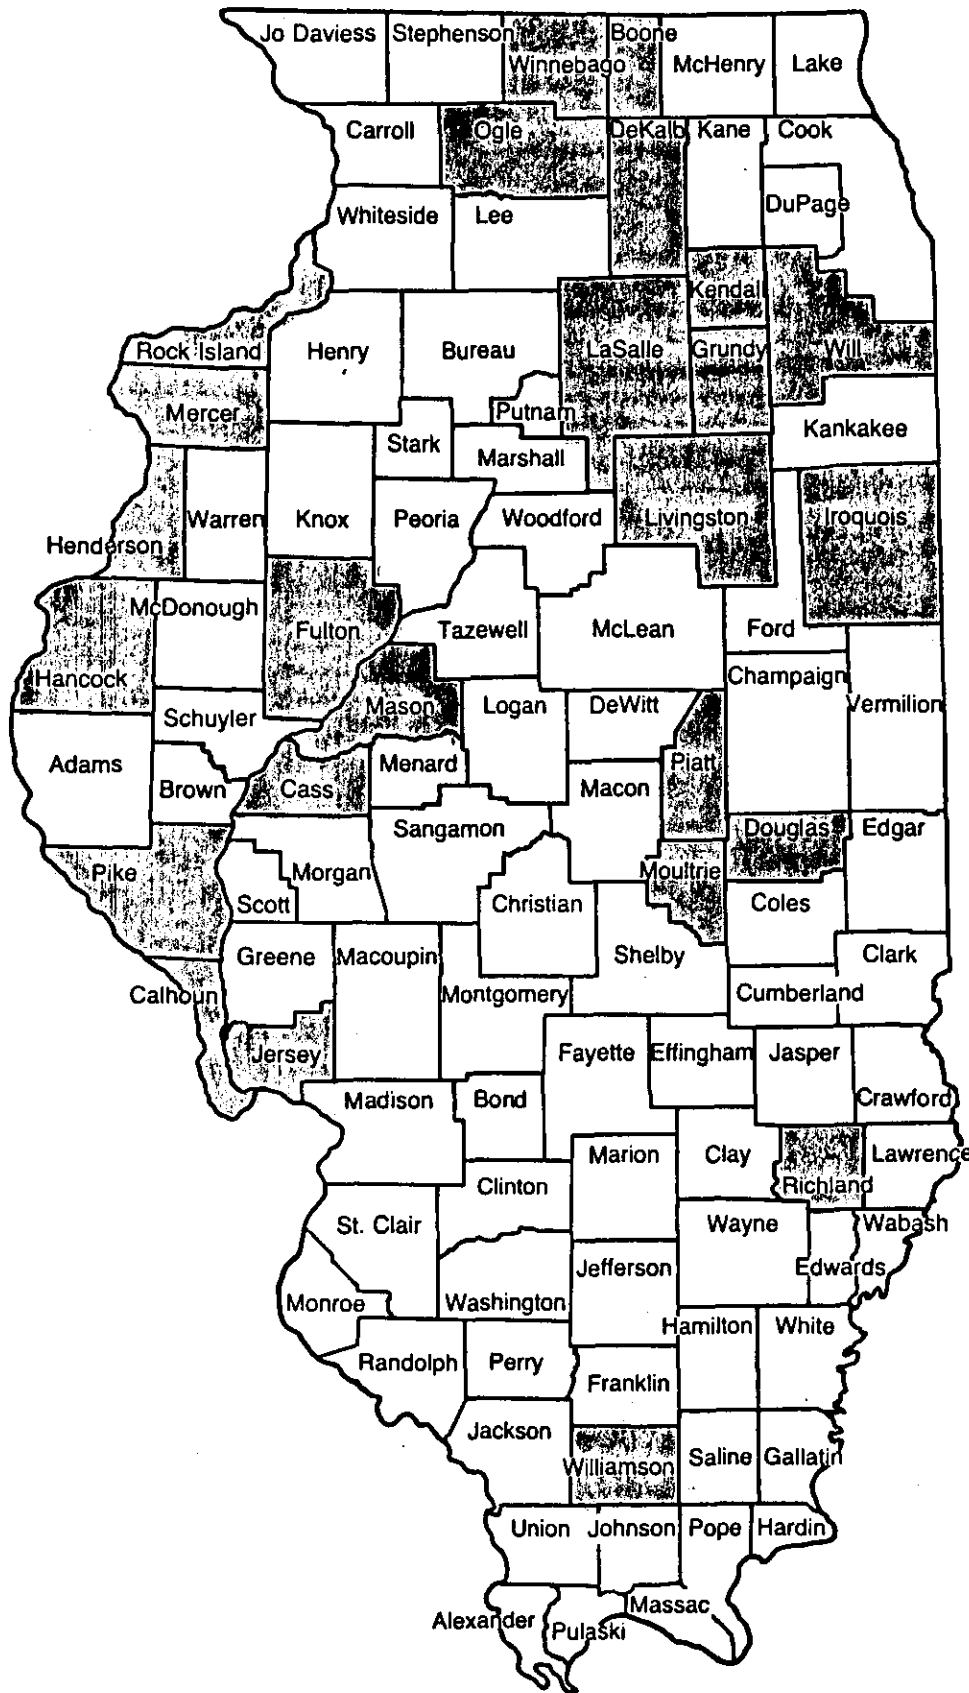 Jo Daviess
Stephenson
Winnebago
Boone
McHenry
Lake
Carroll
Ogle
DeKalb
Kane
Cook
DuPage
Whiteside
Lee
Kendall
Rock Island
Henry
Bureau
LaSalle
Grundy
Will
Mercer
Putnam
Stark
Marshall
Kankakee
Henderson
Warren
Knox
Peoria
Woodford
Livingston
Iroquois
McDonough
Fulton
Tazewell
McLean
Ford
Hancock
Schuyler
Mason
Logan
DeWitt
Champaign
Vermilion
Adams
Brown
Cass
Menard
Macon
Piatt
Sangamon
Douglas
Edgar
Pike
Scott
Morgan
Christian
Moultrie
Coles
Greene
Macoupin
Shelby
Clark
Calhoun
Montgomery
Cumberland
Jersey
Fayette
Effingham
Jasper
Crawford
Madison
Bond
Marion
Clay
Richland
Lawrence
Clinton
St. Clair
Wayne
Wabash
Edwards
Monroe
Washington
Jefferson
Hamilton
White
Randolph
Perry
Franklin
Jackson
Williamson
Saline
Gallatin
Union
Johnson
Pope
Hardin
Alexander
Pulaski
Massac